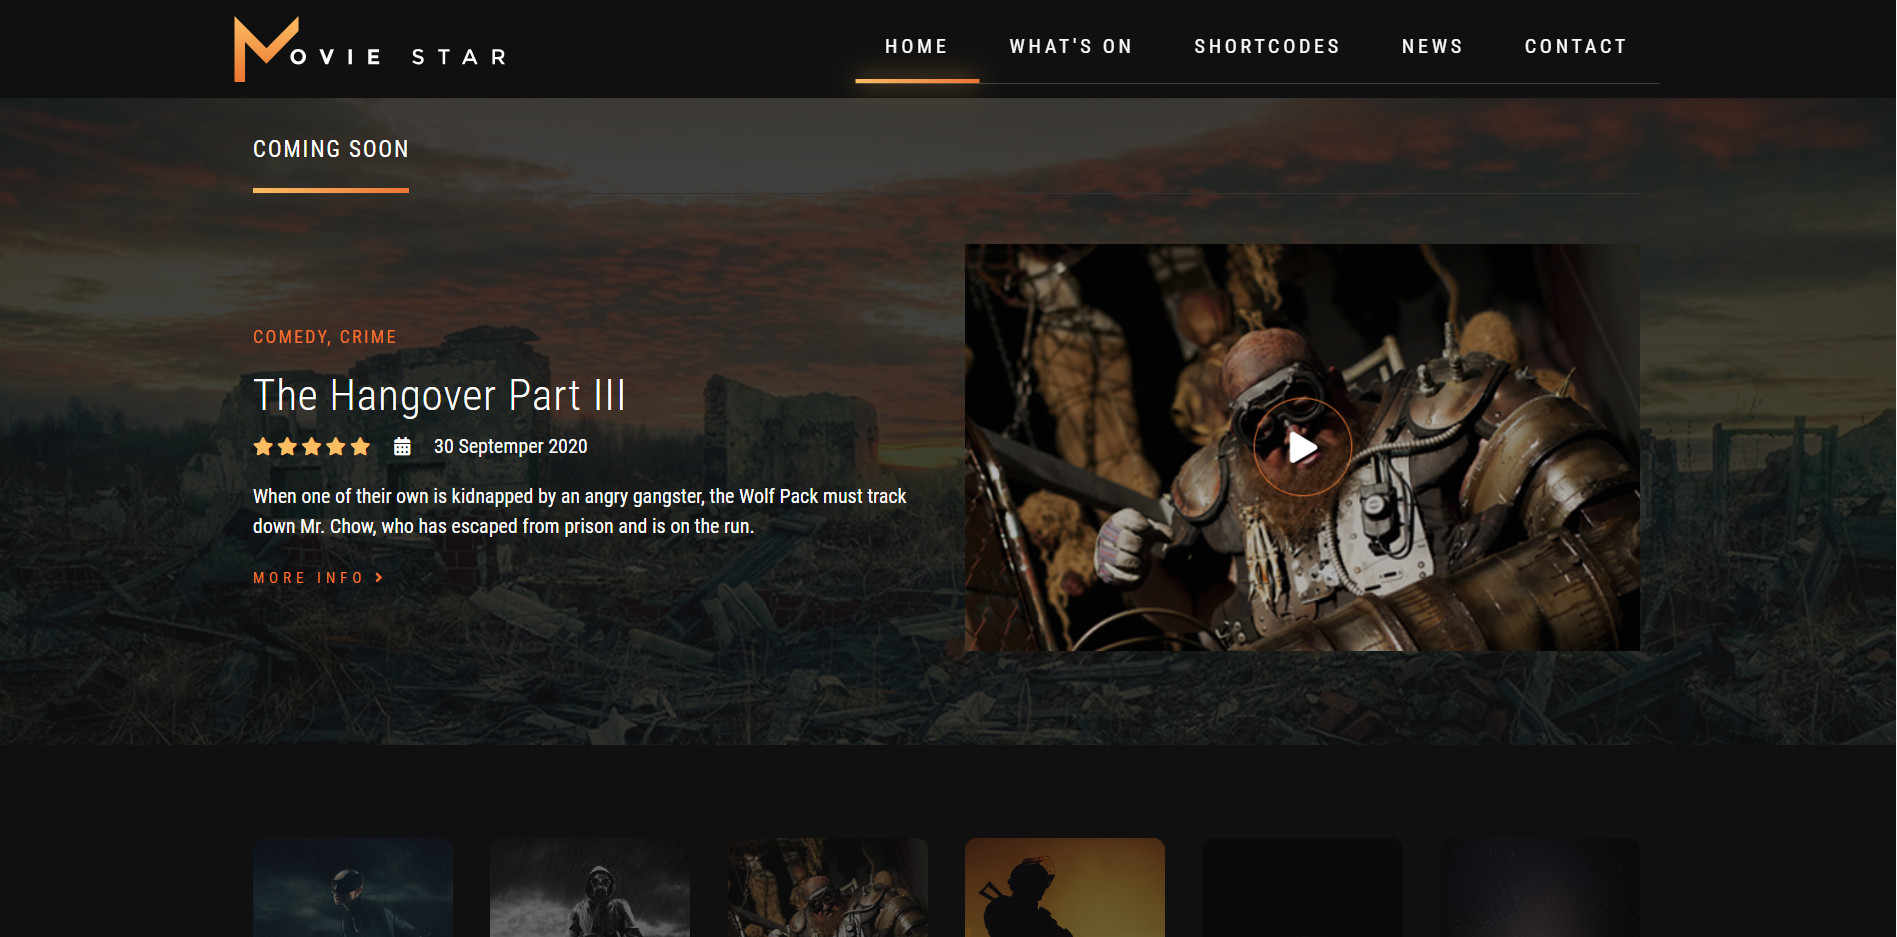 MOVIE STAR
HOME WHAT'S ON SHORTCODES NEWS CONTACT
COMING SOON
COMEDY, CRIME
The Hangover Part III
30 Septemper 2020
When one of their own is kidnapped by an angry gangster, the Wolf Pack must track
down Mr. Chow, who has escaped from prison and is on the run.
MORE INFO